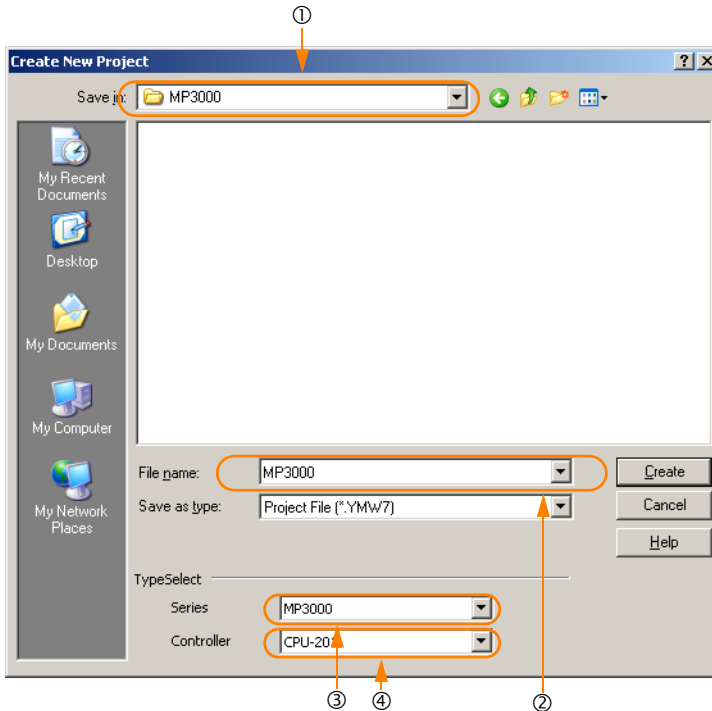 ①
Create New Project
Save in: MP3000
My Recent
Documents
Desktop
My Documents
My Computer
My Network
Places
File name: MP3000 Create
Save as type: Project File (*.YMW7) Cancel
Help
TypeSelect
Series MP3000
Controller
③ ④ ②